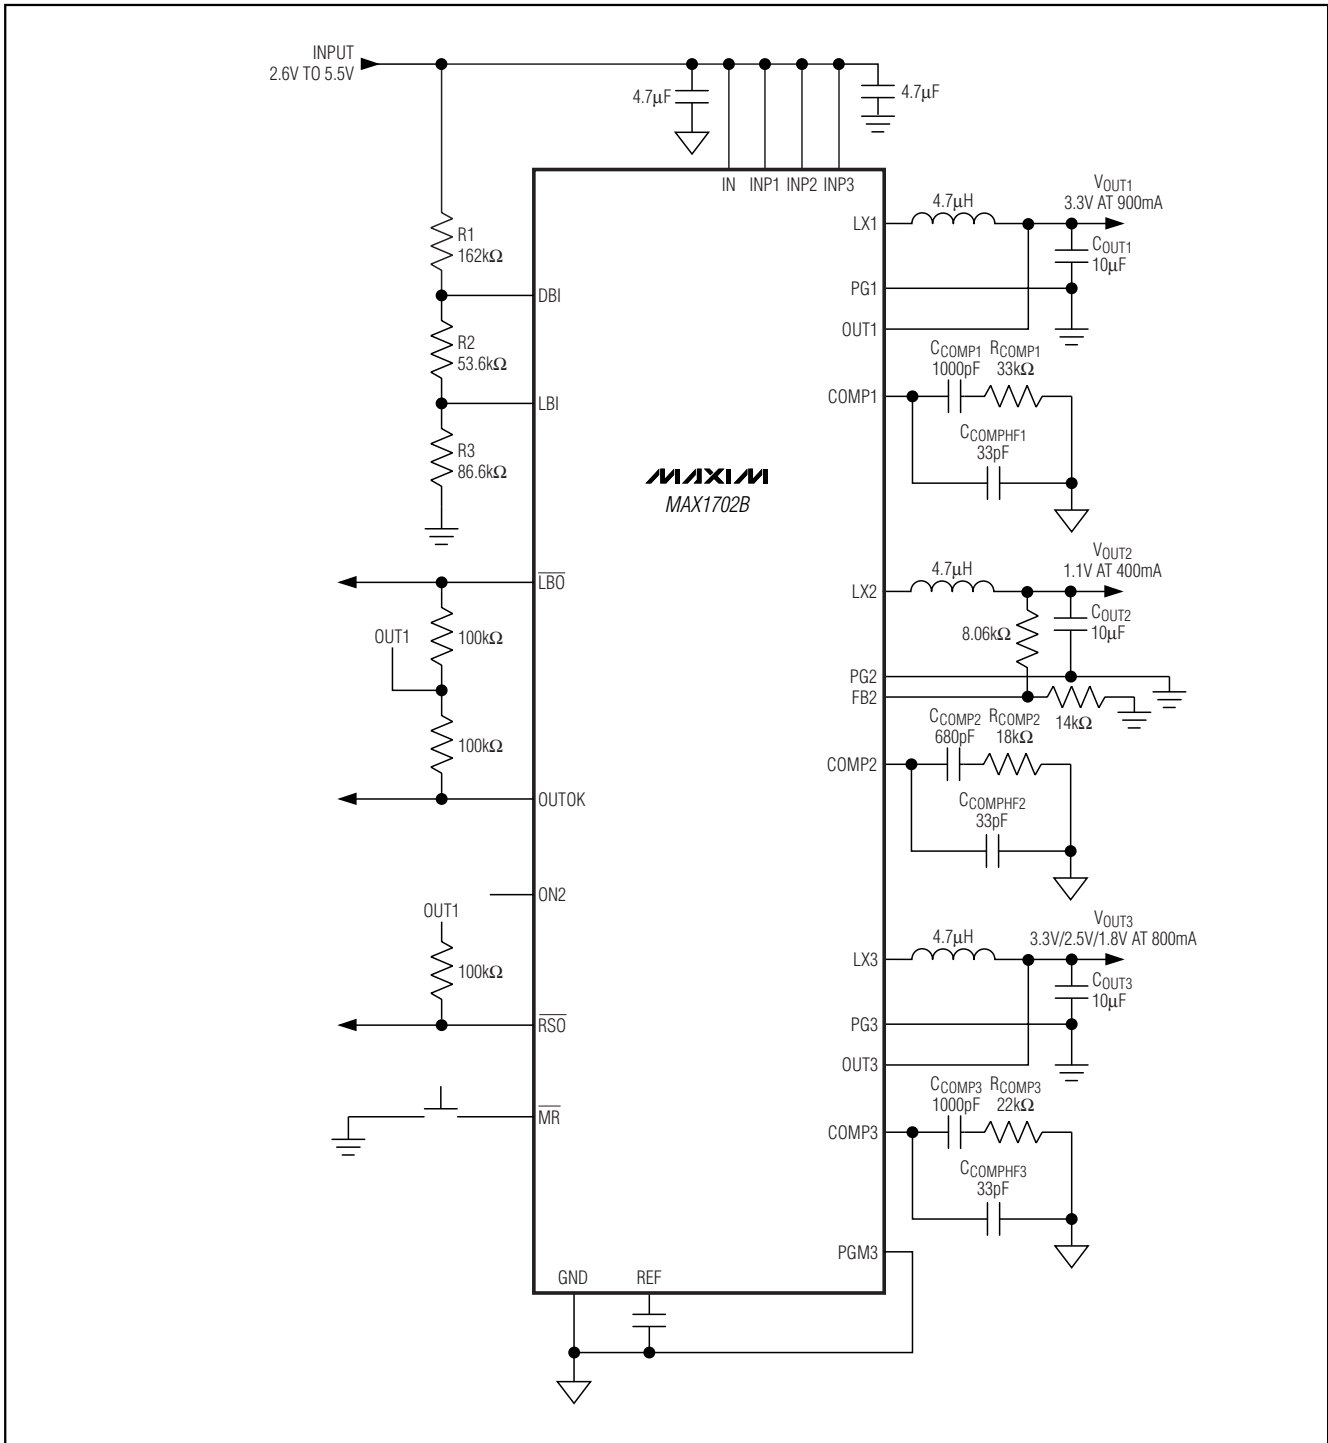 INPUT
2.6V TO 5.5V
4.7µF
4.7µF
IN INP1 INP2 INP3
R1
162kΩ
DBI
R2
53.6kΩ
LBI
R3
86.6kΩ
LBO
OUT1
100kΩ
100kΩ
OUTOK
ON2
OUT1
100kΩ
RSO
MR
MAXIM
MAX1702B
GND
REF
LX1
4.7µH
VOUT1
3.3V AT 900mA
COUT1
10µF
PG1
OUT1
CCOMP1 RCOMP1
1000pF 33kΩ
COMP1
CCOMPHF1
33pF
LX2
4.7µH
VOUT2
1.1V AT 400mA
COUT2
10µF
8.06kΩ
PG2
FB2
14kΩ
CCOMP2 RCOMP2
680pF 18kΩ
COMP2
CCOMPHF2
33pF
LX3
4.7µH
VOUT3
3.3V/2.5V/1.8V AT 800mA
COUT3
10µF
PG3
OUT3
CCOMP3 RCOMP3
1000pF 22kΩ
COMP3
CCOMPHF3
33pF
PGM3